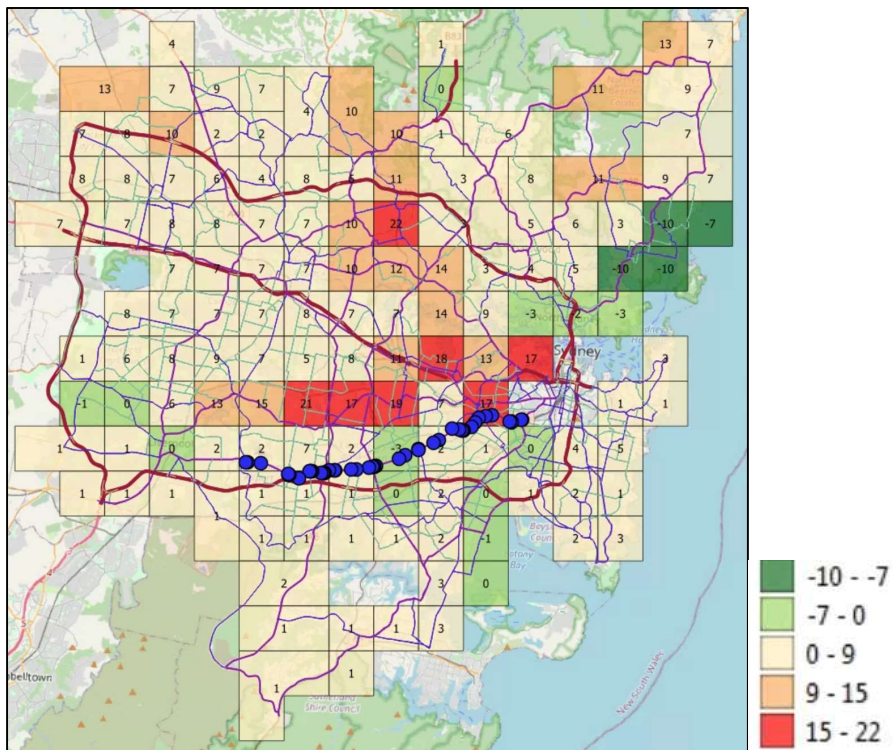 4 1 13 7
13 7 9 7 4 10 0 11 9
7 8 10 2 2 10 1 6 7
8 8 7 6 4 8 6 11 3 8 11 9 7
7 7 8 8 7 7 10 22 5 6 3 -10 -7
7 7 7 7 10 12 14 3 4 5 -10 -10
8 7 7 7 8 7 7 14 9 -3 2 -3
1 6 8 9 7 5 8 11 18 13 17 Sydney 3
-1 0 6 13 15 21 17 19 7 17 1 1
1 1 0 2 2 7 2 -3 2 1 0 4 5
1 1 1 1 1 1 0 2 0 1 2 1
1
1 1 1 1 2 -1 2 3
2 3 0
1 1 1 3
1 1
Shire Council
New South Wales
-10 - -7
-7 - 0
0 - 9
9 - 15
15 - 22